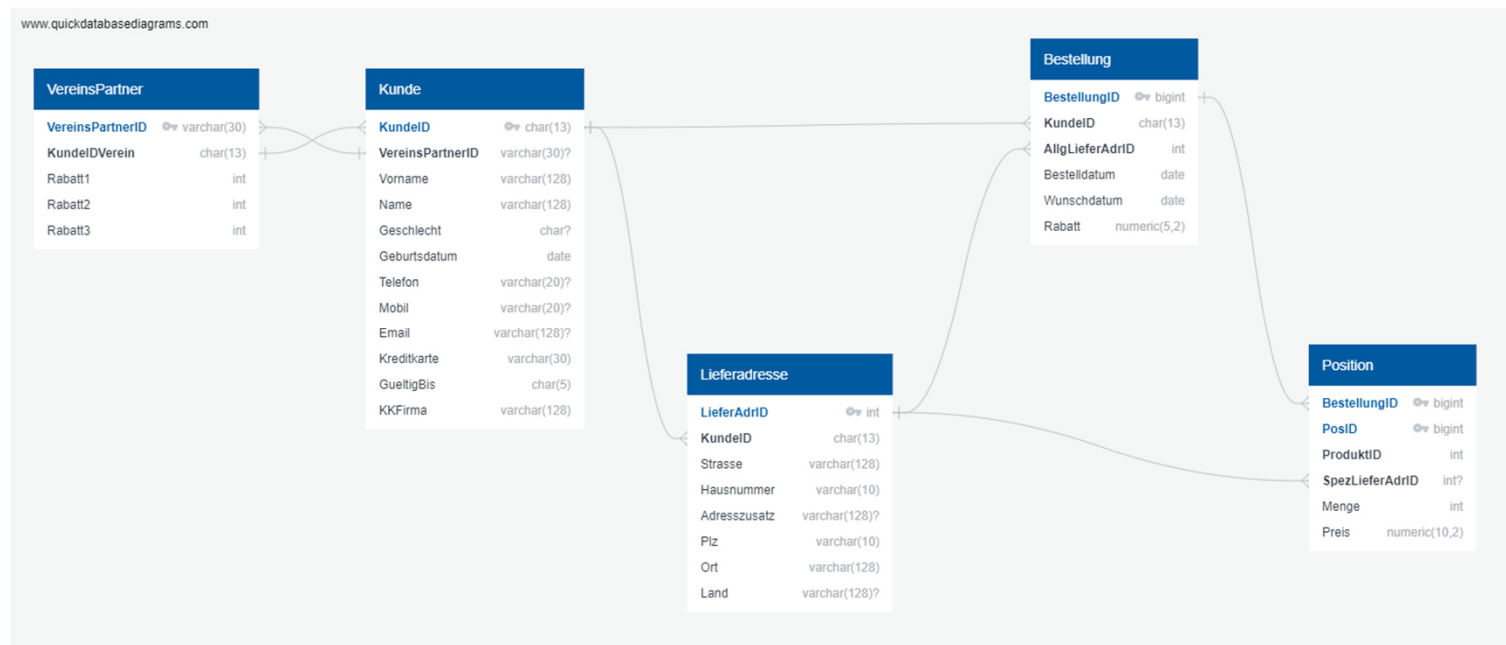 www.quickdatabasediagrams.com
VereinsPartner
VereinsPartnerID varchar(30)
KundeIDVerein char(13)
Rabatt1 int
Rabatt2 int
Rabatt3 int
Kunde
KundeID char(13)
VereinsPartnerID varchar(30)?
Vorname varchar(128)
Name varchar(128)
Geschlecht char?
Geburtsdatum date
Telefon varchar(20)?
Mobil varchar(20)?
Email varchar(128)?
Kreditkarte varchar(30)
GueltigBis char(5)
KKFirma varchar(128)
Lieferadresse
LieferAdrID int
KundeID char(13)
Strasse varchar(128)
Hausnummer varchar(10)
Adresszusatz varchar(128)?
Plz varchar(10)
Ort varchar(128)
Land varchar(128)?
Bestellung
BestellungID bigint
KundeID char(13)
AllgLieferAdrID int
Bestelldatum date
Wunschdatum date
Rabatt numeric(5,2)
Position
BestellungID bigint
PosID bigint
ProduktID int
SpezLieferAdrID int?
Menge int
Preis numeric(10,2)